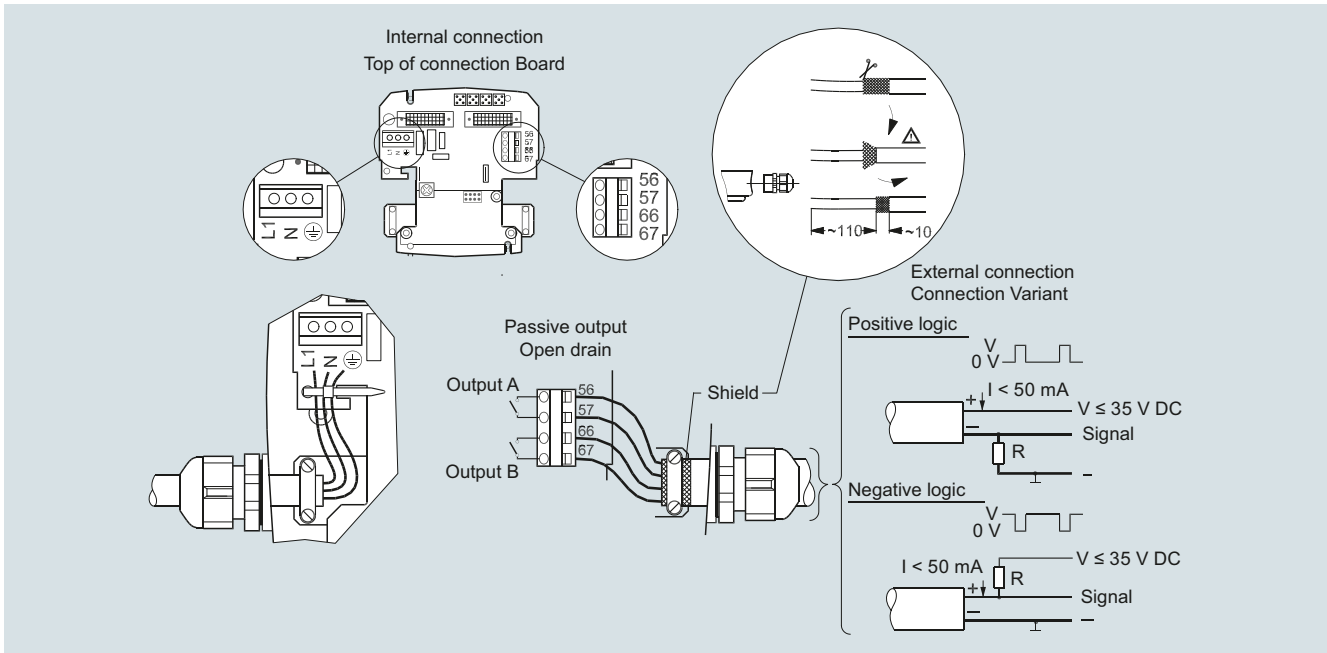 Internal connection
Top of connection Board
56
57
66
67
L1 N
56
57
66
67
L1
N
~110
~10
External connection
Connection Variant
L1 N
Passive output
Open drain
Output A
56
57
66
67
Output B
Shield
Positive logic
V
0 V
I < 50 mA
+
V ≤ 35 V DC
–
Signal
R
–
Negative logic
V
0 V
V ≤ 35 V DC
I < 50 mA
R
+
Signal
–
–